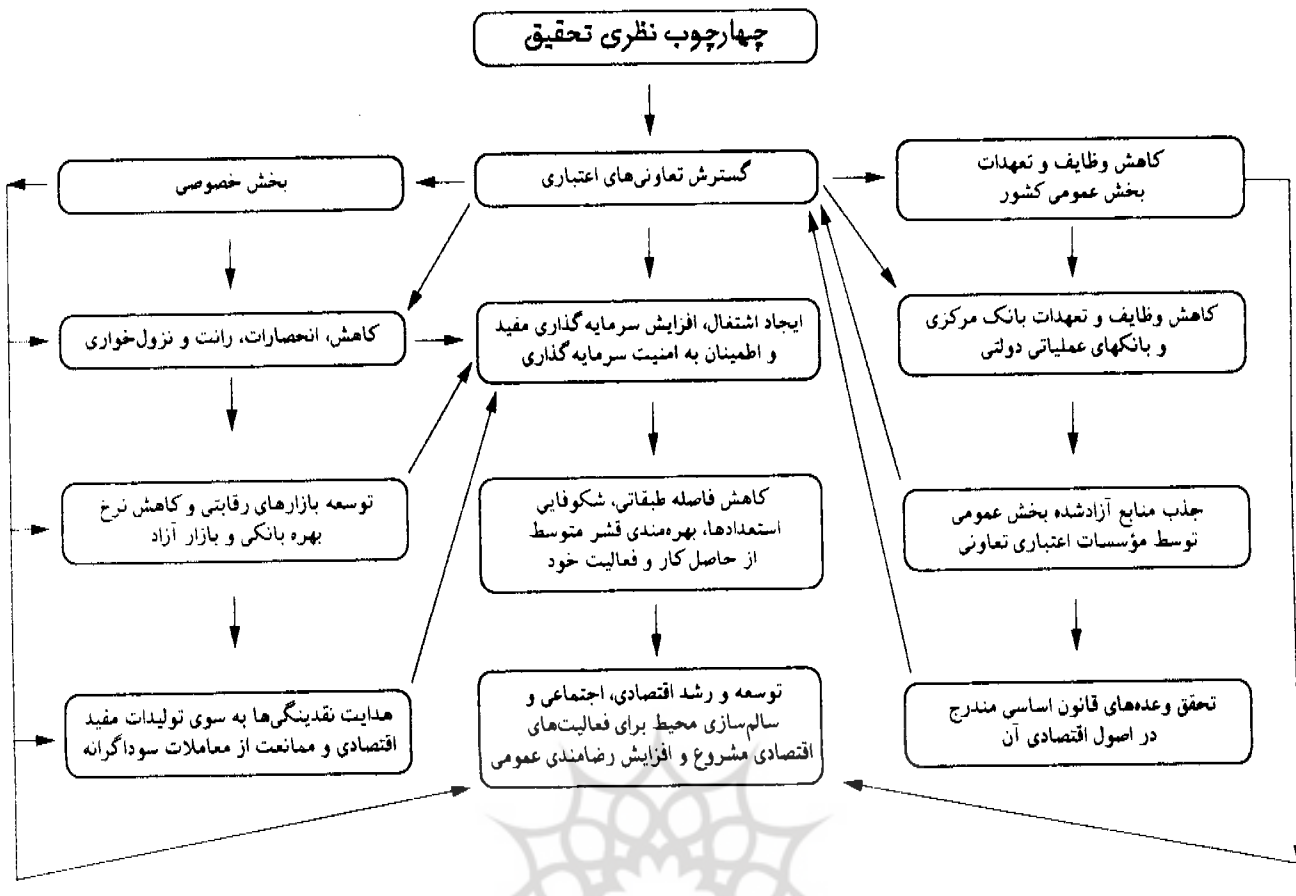 چهارچوب نظری تحقیق
کاهش وظایف و تعهدات
بخش عمومی کشور
گسترش تعاونی‌های اعتباری
بخش خصوصی
کاهش وظایف و تعهدات بانک مرکزی
و بانکهای عملیاتی دولتی
ایجاد اشتغال، افزایش سرمایه‌گذاری مفید
و اطمینان به امنیت سرمایه‌گذاری
کاهش، انحصارات، رانت و نزول‌خواری
جذب منابع آزادشده بخش عمومی
توسط مؤسسات اعتباری تعاونی
کاهش فاصله طبقاتی، شکوفایی
استعدادها، بهره‌مندی قشر متوسط
از حاصل کار و فعالیت خود
توسعه بازارهای رقابتی و کاهش نرخ
بهره بانکی و بازار آزاد
تحقق وعده‌های قانون اساسی مندرج
در اصول اقتصادی آن
توسعه و رشد اقتصادی، اجتماعی و
سالم‌سازی محیط برای فعالیت‌های
اقتصادی مشروع و افزایش رضامندی عمومی
هدایت نقدینگی‌ها به سوی تولیدات مفید
اقتصادی و ممانعت از معاملات سوداگرانه